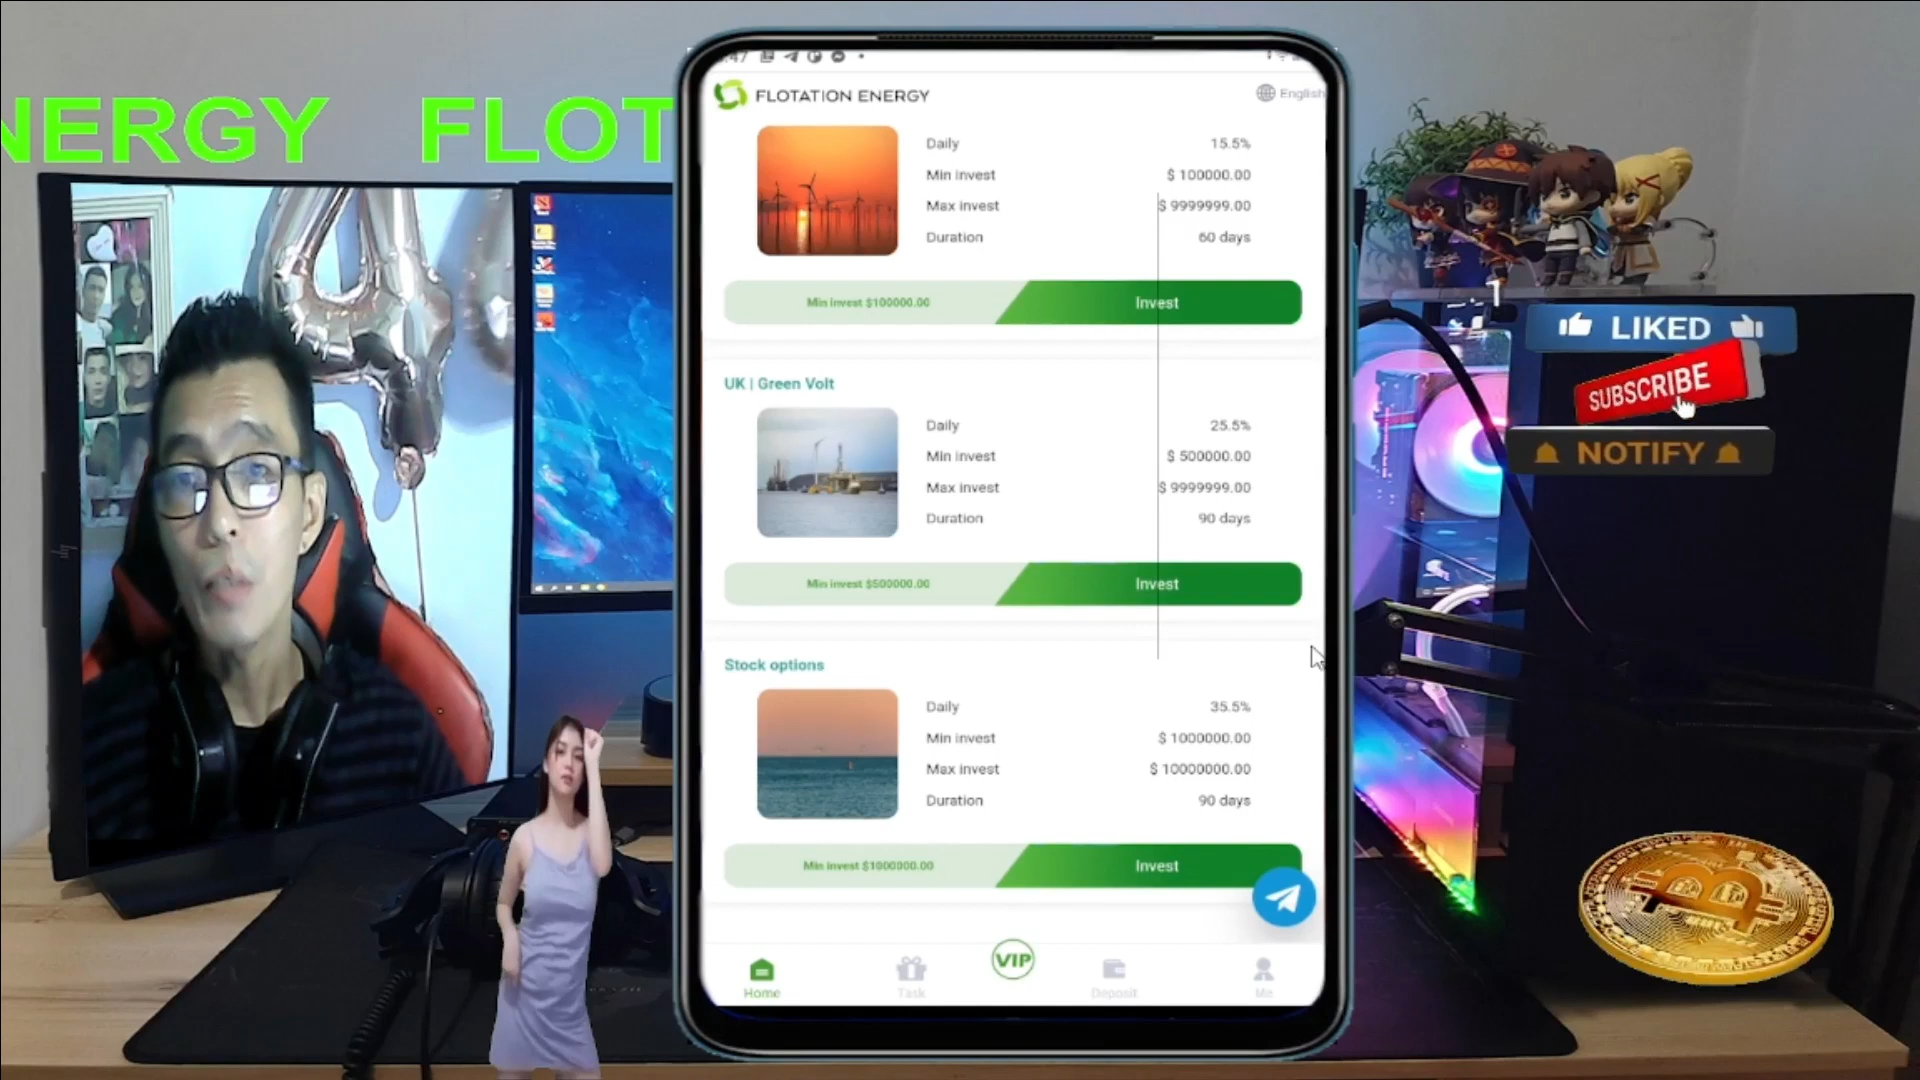 NERGY FLOT
:47
FLOTATION ENERGY
English
Daily 15.5%
Min invest $ 100000.00
Max invest $ 9999999.00
Duration 60 days
Min invest $100000.00 Invest
UK | Green Volt
Daily 25.5%
Min invest $ 500000.00
Max invest $ 9999999.00
Duration 90 days
Min invest $500000.00 Invest
Stock options
Daily 35.5%
Min invest $ 1000000.00
Max invest $ 10000000.00
Duration 90 days
Min invest $1000000.00 Invest
Home Task VIP Deposit Me
1
LIKED
SUBSCRIBE
NOTIFY